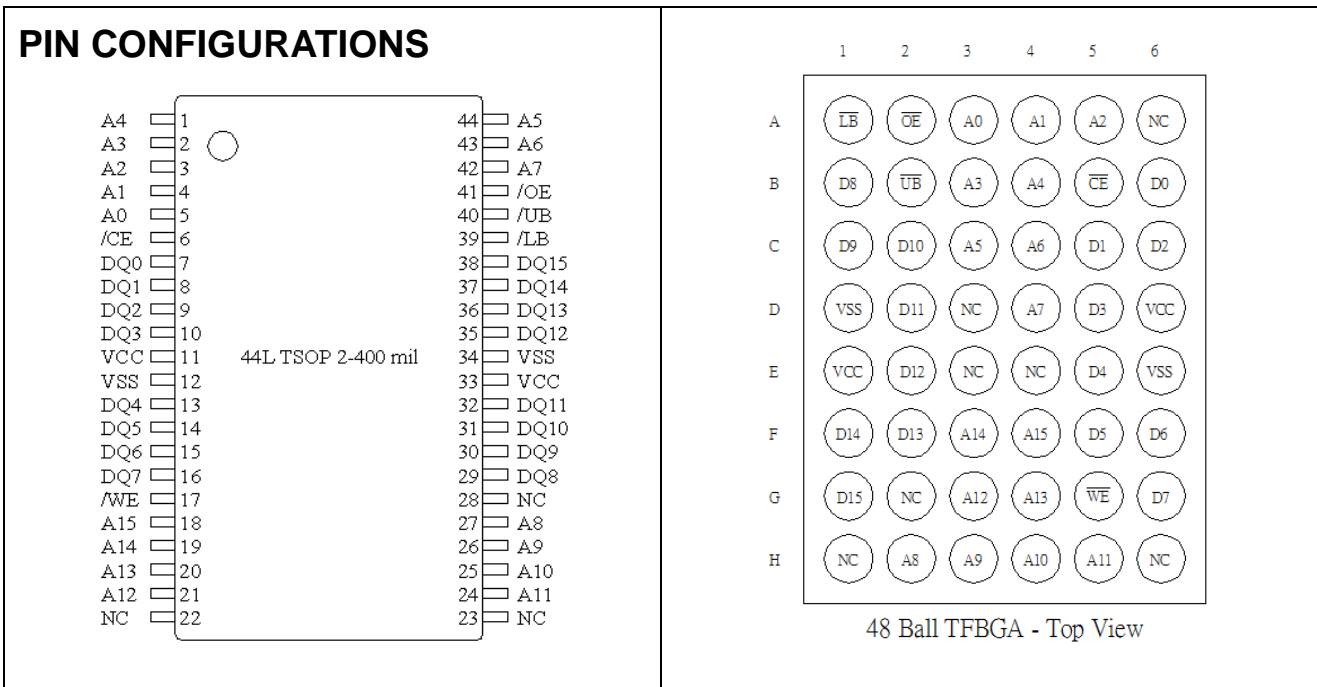 PIN CONFIGURATIONS
A4 1 44 A5
A3 2 43 A6
A2 3 42 A7
A1 4 41 /OE
A0 5 40 /UB
/CE 6 39 /LB
DQ0 7 38 DQ15
DQ1 8 37 DQ14
DQ2 9 36 DQ13
DQ3 10 35 DQ12
VCC 11 44L TSOP 2-400 mil 34 VSS
VSS 12 33 VCC
DQ4 13 32 DQ11
DQ5 14 31 DQ10
DQ6 15 30 DQ9
DQ7 16 29 DQ8
/WE 17 28 NC
A15 18 27 A8
A14 19 26 A9
A13 20 25 A10
A12 21 24 A11
NC 22 23 NC
1 2 3 4 5 6
A L̅B̅ O̅E̅ A0 A1 A2 NC
B D8 U̅B̅ A3 A4 C̅E̅ D0
C D9 D10 A5 A6 D1 D2
D VSS D11 NC A7 D3 VCC
E VCC D12 NC NC D4 VSS
F D14 D13 A14 A15 D5 D6
G D15 NC A12 A13 W̅E̅ D7
H NC A8 A9 A10 A11 NC
48 Ball TFBGA - Top View